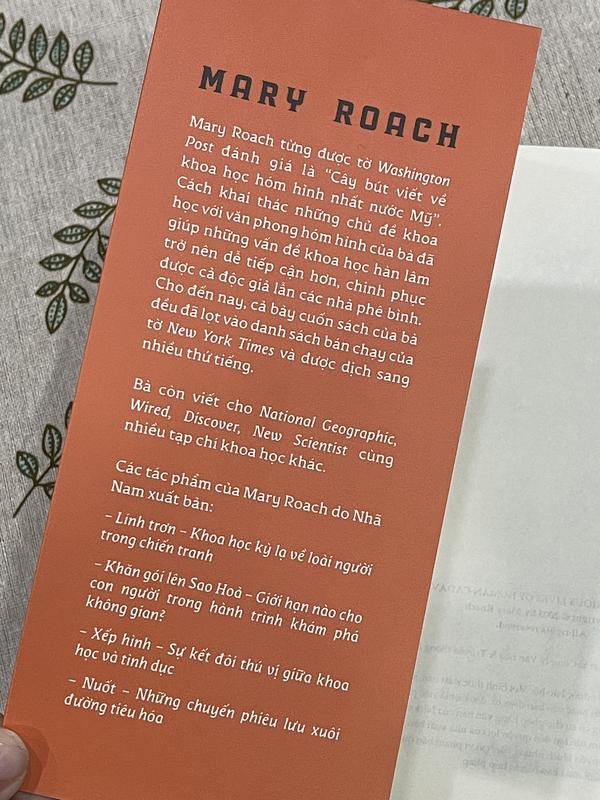 MARY ROACH
Mary Roach từng được tờ Washington
Post đánh giá là “Cây bút viết về
khoa học hóm hỉnh nhất nước Mỹ”.
Cách khai thác những chủ đề khoa
học với văn phong hóm hỉnh của bà đã
giúp những vấn đề khoa học hàn lâm
trở nên dễ tiếp cận hơn, chinh phục
được cả độc giả lẫn các nhà phê bình.
Cho đến nay, cả bảy cuốn sách của bà
đều đã lọt vào danh sách bán chạy của
tờ New York Times và được dịch sang
nhiều thứ tiếng.
Bà còn viết cho National Geographic,
Wired, Discover, New Scientist cùng
nhiều tạp chí khoa học khác.
Các tác phẩm của Mary Roach do Nhã
Nam xuất bản:
– Lính trơn – Khoa học kỳ lạ về loài người
trong chiến tranh
– Khăn gói lên Sao Hoả – Giới hạn nào cho
con người trong hành trình khám phá
không gian?
– Xếp hình – Sự kết đôi thú vị giữa khoa
học và tình dục
– Nuốt – Những chuyến phiêu lưu xuôi
đường tiêu hóa